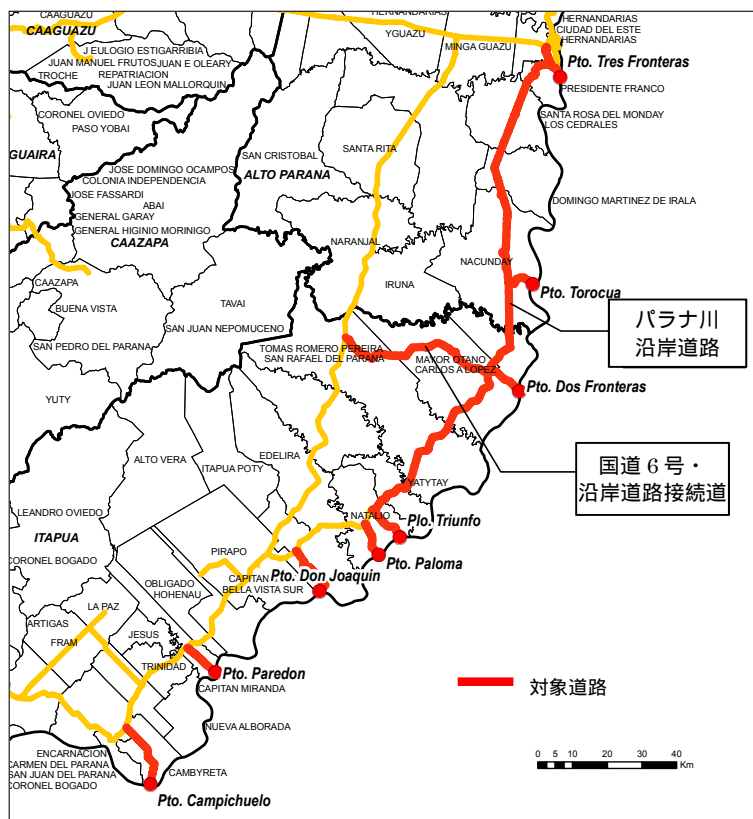 CAAGUAZU
HERNANDARIAS
HERNANDARIAS
CAAGUAZU
YGUAZU
CIUDAD DEL ESTE
HERNANDARIAS
MINGA GUAZU
J EULOGIO ESTIGARRIBIA
JUAN MANUEL FRUTOS
JUAN E OLEARY
TROCHE
REPATRIACION
JUAN LEON MALLORQUIN
Pto. Tres Fronteras
PRESIDENTE FRANCO
CORONEL OVIEDO
PASO YOBAI
SANTA ROSA DEL MONDAY
LOS CEDRALES
GUAIRA
SAN CRISTOBAL
SANTA RITA
JOSE DOMINGO OCAMPOS
COLONIA INDEPENDENCIA
ALTO PARANA
JOSE FASSARDI
ABAI
GENERAL GARAY
GENERAL HIGINIO MORINIGO
CAAZAPA
DOMINGO MARTINEZ DE IRALA
NARANJAL
NACUNDAY
CAAZAPA
IRUNA
Pto. Torocua
BUENA VISTA
TAVAI
パラナ川
沿岸道路
SAN JUAN NEPOMUCENO
SAN PEDRO DEL PARANA
TOMAS ROMERO PEREIRA
SAN RAFAEL DEL PARANA
MAYOR OTANO
CARLOS A LOPEZ
YUTY
Pto. Dos Fronteras
ALTO VERA
EDELIRA
ITAPUA POTY
国道 6 号・
沿岸道路接続道
YATYTAY
LEANDRO OVIEDO
NATALIO
ITAPUA
Plo. Triunfo
CORONEL BOGADO
PIRAPO
Pto. Paloma
OBLIGADO
HOHENAU
CAPITAN
Pto. Don Joaquin
BELLA VISTA SUR
LA PAZ
ARTIGAS
FRAM
JESUS
TRINIDAD
Pto. Paredon
CAPITAN MIRANDA
対象道路
NUEVA ALBORADA
ENCARNACION
CARMEN DEL PARANA
SAN JUAN DEL PARANA
CORONEL BOGADO
CAMBYRETA
Pto. Campichuelo
0 5 10 20 30 40
Km